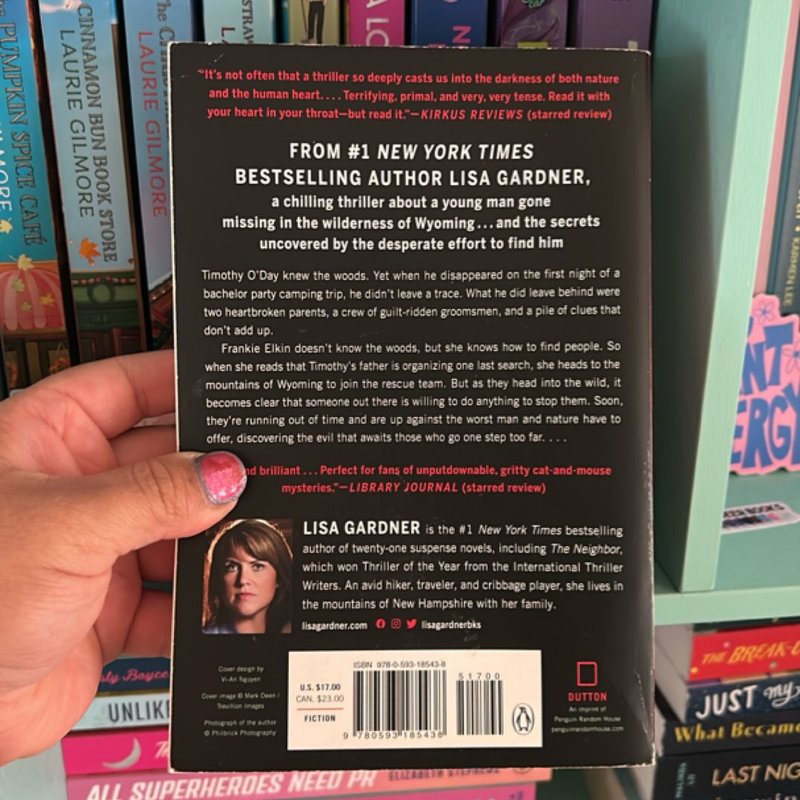 "It's not often that a thriller so deeply casts us into the darkness of both nature
and the human heart. . . . Terrifying, primal, and very, very tense. Read it with
your heart in your throat—but read it."—KIRKUS REVIEWS (starred review)
FROM #1 NEW YORK TIMES
BESTSELLING AUTHOR LISA GARDNER,
a chilling thriller about a young man gone
missing in the wilderness of Wyoming . . . and the secrets
uncovered by the desperate effort to find him
Timothy O'Day knew the woods. Yet when he disappeared on the first night of a
bachelor party camping trip, he didn't leave a trace. What he did leave behind were
two heartbroken parents, a crew of guilt-ridden groomsmen, and a pile of clues that
don't add up.
Frankie Elkin doesn't know the woods, but she knows how to find people. So
when she reads that Timothy's father is organizing one last search, she heads to the
mountains of Wyoming to join the rescue team. But as they head into the wild, it
becomes clear that someone out there is willing to do anything to stop them. Soon,
they're running out of time and are up against the worst man and nature have to
offer, discovering the evil that awaits those who go one step too far. . . .
brilliant . . . Perfect for fans of unputdownable, gritty cat-and-mouse
mysteries."—LIBRARY JOURNAL (starred review)
LISA GARDNER is the #1 New York Times bestselling
author of twenty-one suspense novels, including The Neighbor,
which won Thriller of the Year from the International Thriller
Writers. An avid hiker, traveler, and cribbage player, she lives in
the mountains of New Hampshire with her family.
lisagardner.com lisagardnerbks
Cover design by
Vi-An Nguyen
Cover image © Mark Owen /
Trevillion Images
Photograph of the author
© Philbrick Photography
U.S. $17.00
CAN. $23.00
FICTION
ISBN 978-0-593-18543-8
51700
9 780593 185438
DUTTON
An imprint of
Penguin Random House
penguinrandomhouse.com
PUMPKIN SPICE CAFÉ
CINNAMON BUN BOOK STORE
LAURIE GILMORE
LAURIE GILMORE
KAREN LEE
THE BREAK-
JUST my
What Became
LAST NIG
UNLIKE
ALL SUPERHEROES NEED PR
ELIZABETH STEPHENS